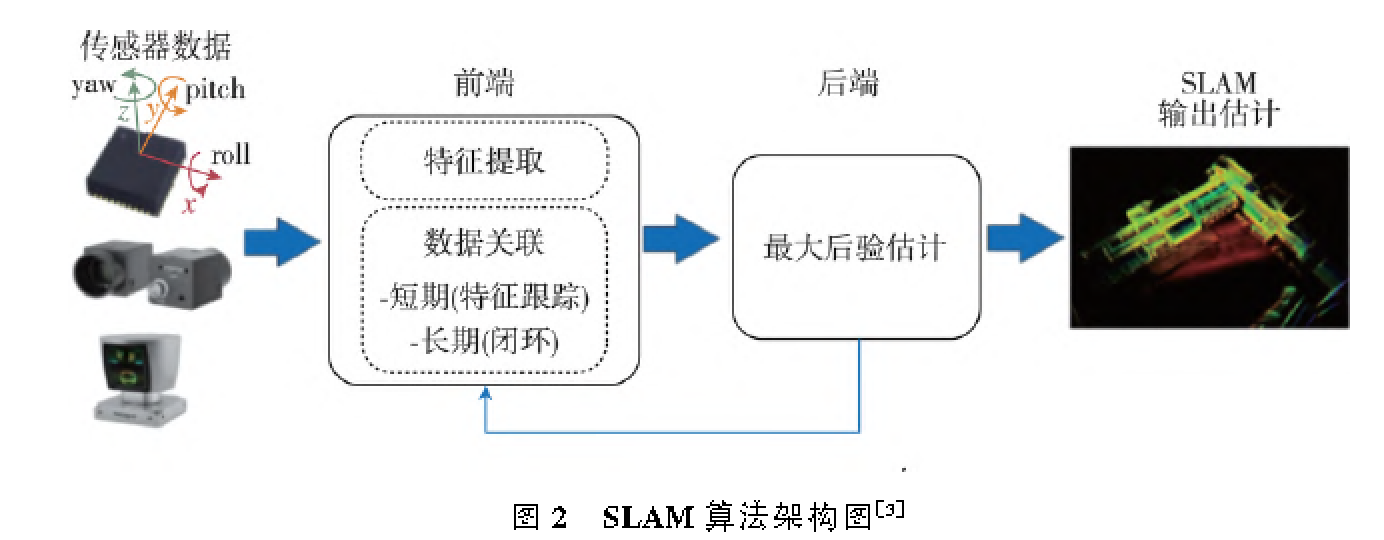 传感器数据
yaw
pitch
z
y
roll
x
前端
特征提取
数据关联
-短期(特征跟踪)
-长期(闭环)
后端
最大后验估计
SLAM
输出估计
图 2 SLAM 算法架构图[3]